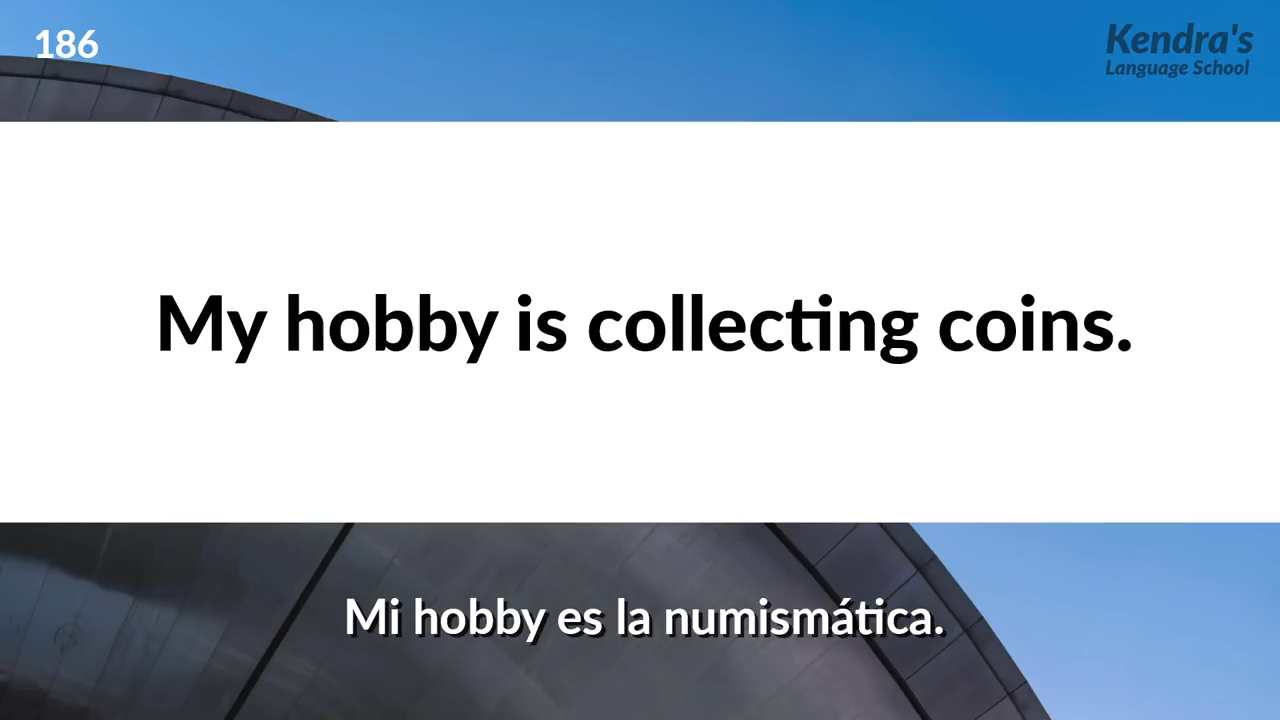 186
Kendra's
Language School
My hobby is collecting coins.
Mi hobby es la numismática.